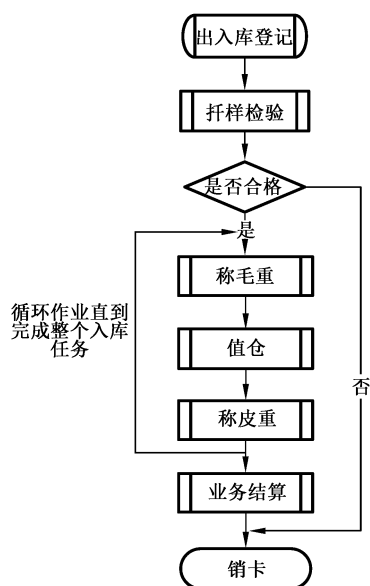 出入库登记
扦样检验
是否合格
是
称毛重
循环作业直到
完成整个入库
任务
值仓
否
称皮重
业务结算
销卡